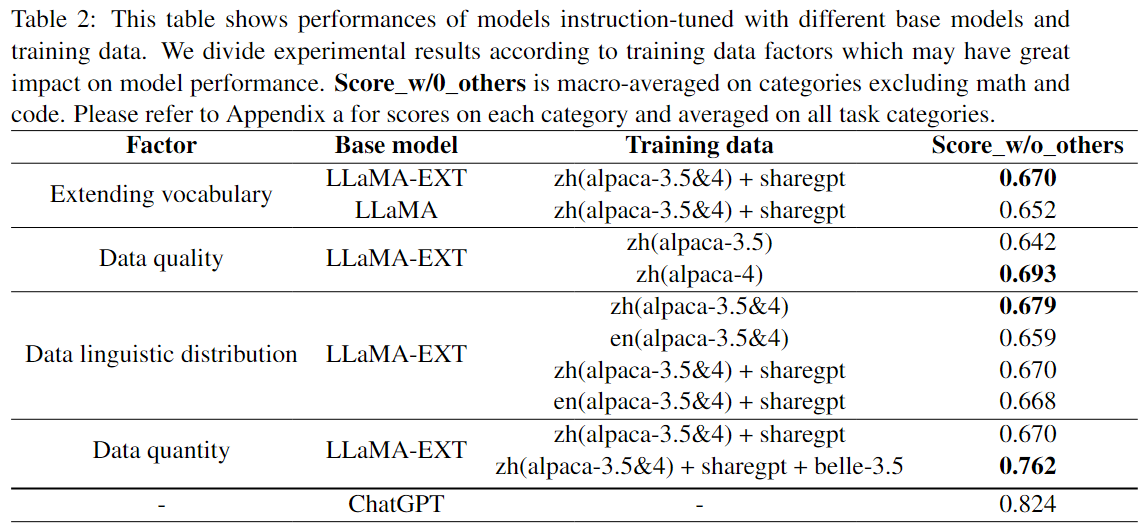 Table 2: This table shows performances of models instruction-tuned with different base models and
training data. We divide experimental results according to training data factors which may have great
impact on model performance. Score_w/0_others is macro-averaged on categories excluding math and
code. Please refer to Appendix a for scores on each category and averaged on all task categories.
Factor Base model Training data Score_w/o_others
Extending vocabulary LLaMA-EXT zh(alpaca-3.5&4) + sharegpt 0.670
LLaMA zh(alpaca-3.5&4) + sharegpt 0.652
Data quality LLaMA-EXT zh(alpaca-3.5) 0.642
zh(alpaca-4) 0.693
Data linguistic distribution LLaMA-EXT zh(alpaca-3.5&4) 0.679
en(alpaca-3.5&4) 0.659
zh(alpaca-3.5&4) + sharegpt 0.670
en(alpaca-3.5&4) + sharegpt 0.668
Data quantity LLaMA-EXT zh(alpaca-3.5&4) + sharegpt 0.670
zh(alpaca-3.5&4) + sharegpt + belle-3.5 0.762
- ChatGPT - 0.824